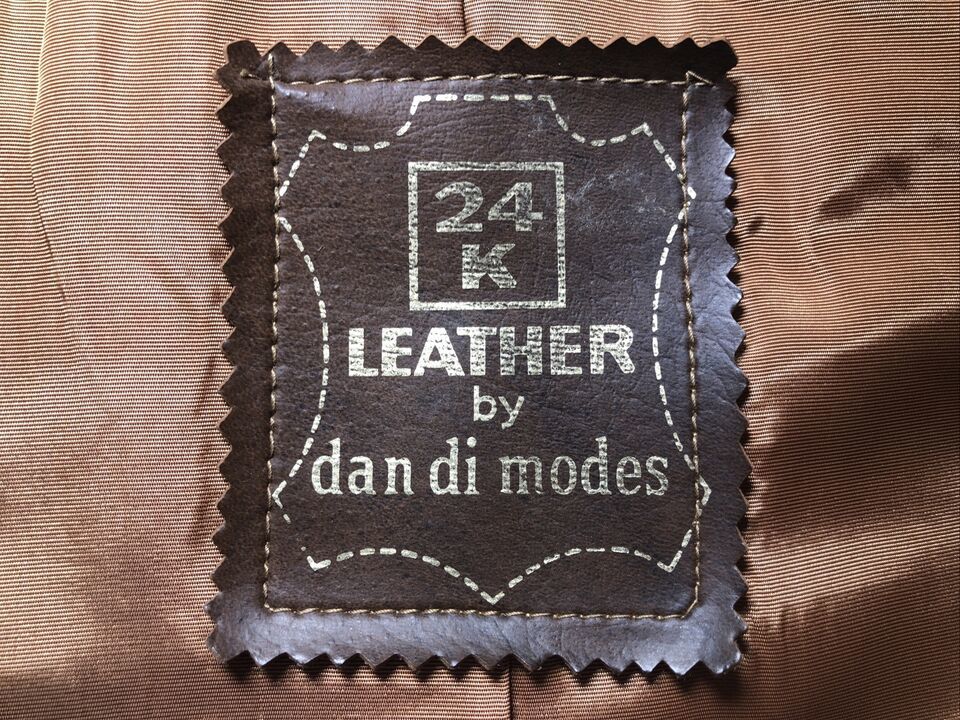 24
K
LEATHER
by
dan di modes